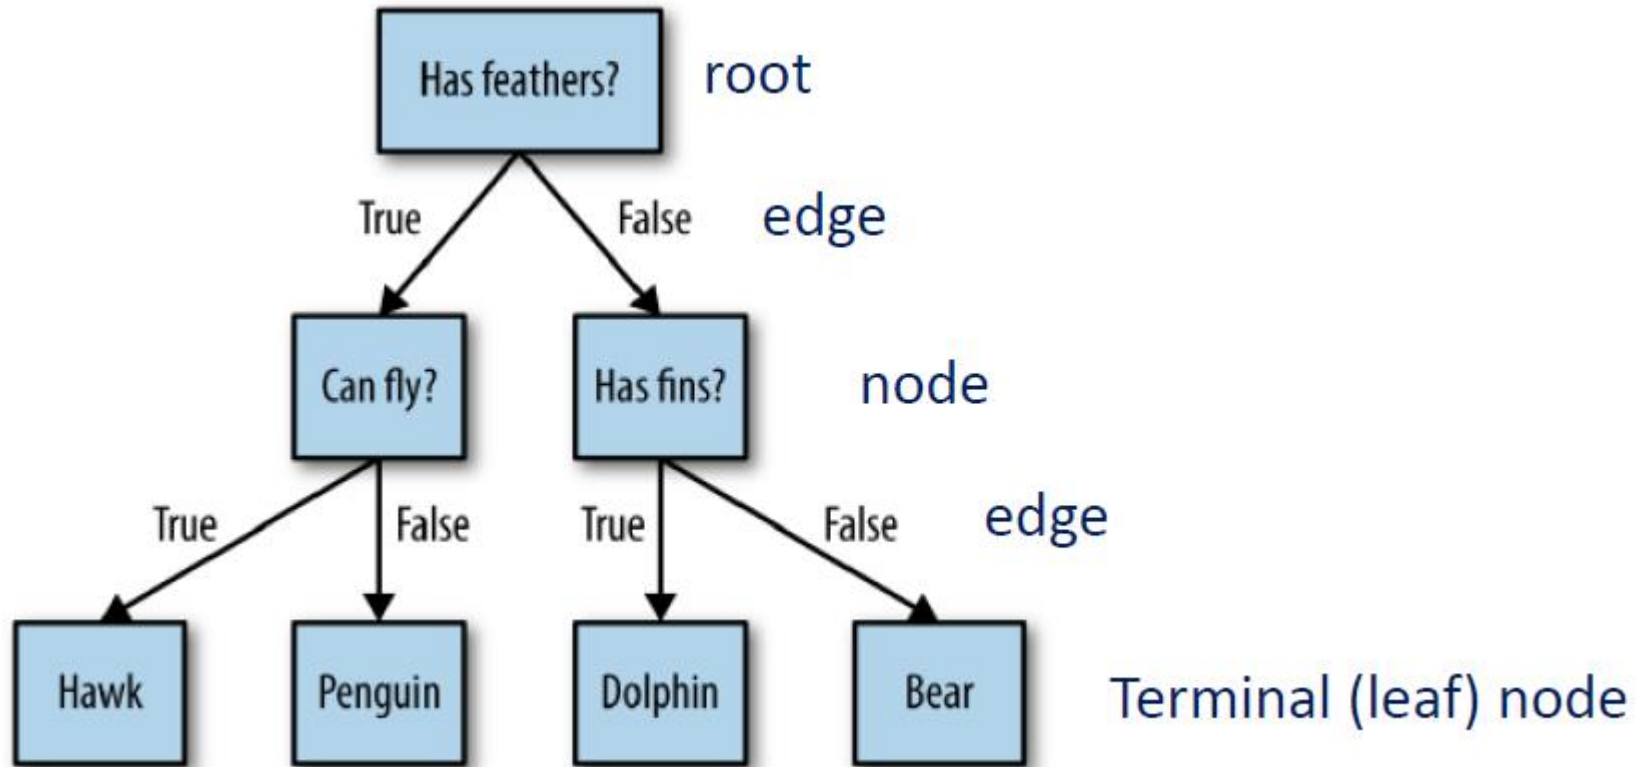 Has feathers? root
True False edge
Can fly? Has fins? node
True False True False edge
Hawk Penguin Dolphin Bear Terminal (leaf) node